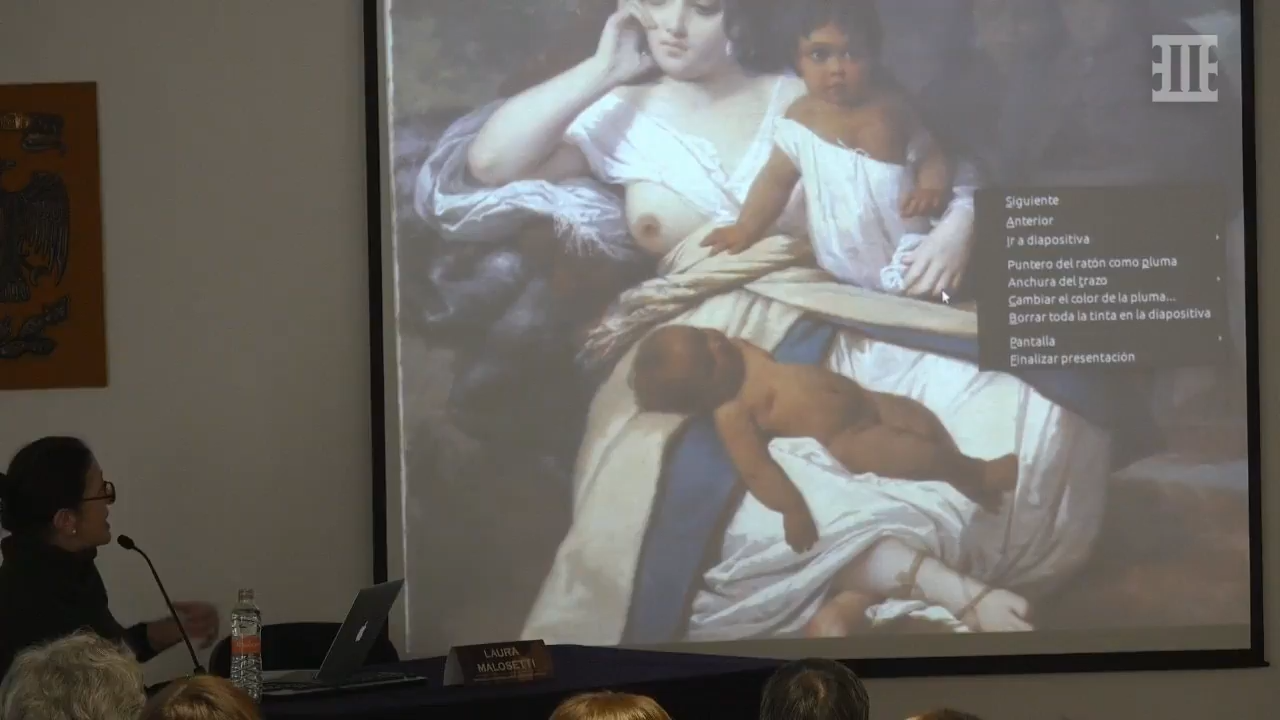 Siguiente
Anterior
Ir a diapositiva
Puntero del ratón como pluma
Anchura del trazo
Cambiar el color de la pluma...
Borrar toda la tinta en la diapositiva
Pantalla
Finalizar presentación
LAURA
MALOSETTI